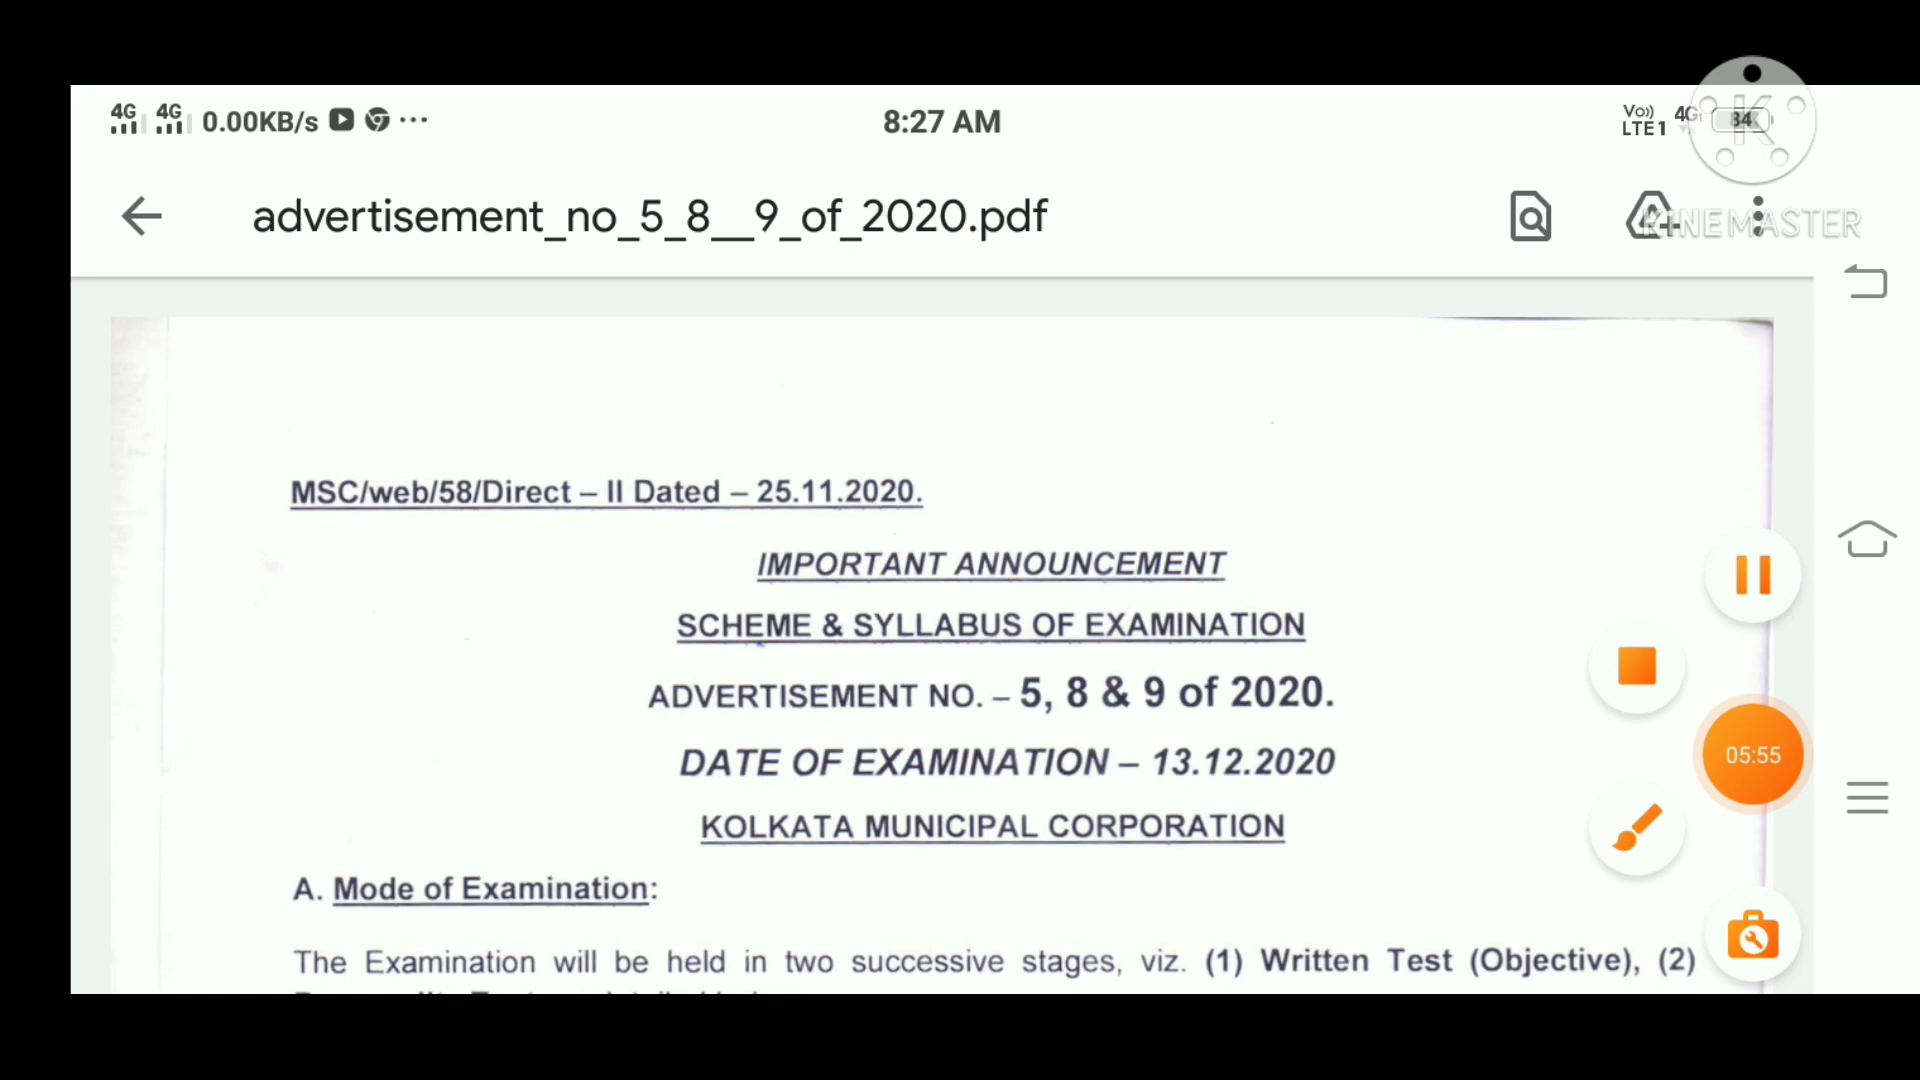 4G 4G 0.00KB/s 8:27 AM Vo)) LTE1 4G 84
K
KINEMASTER
advertisement_no_5_8__9_of_2020.pdf
MSC/web/58/Direct – II Dated – 25.11.2020.
IMPORTANT ANNOUNCEMENT
SCHEME & SYLLABUS OF EXAMINATION
ADVERTISEMENT NO. – 5, 8 & 9 of 2020.
DATE OF EXAMINATION – 13.12.2020
05:55
KOLKATA MUNICIPAL CORPORATION
A. Mode of Examination:
The Examination will be held in two successive stages, viz. (1) Written Test (Objective), (2)